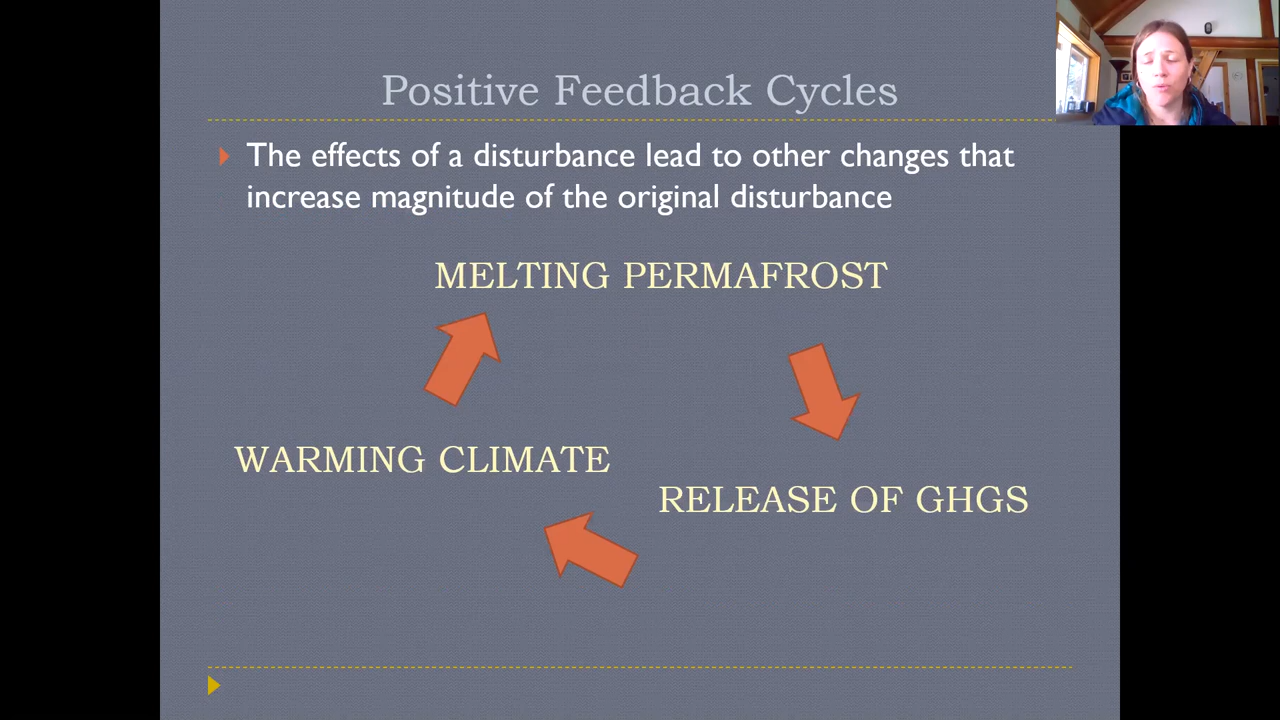 Positive Feedback Cycles
The effects of a disturbance lead to other changes that
increase magnitude of the original disturbance
MELTING PERMAFROST
WARMING CLIMATE
RELEASE OF GHGS